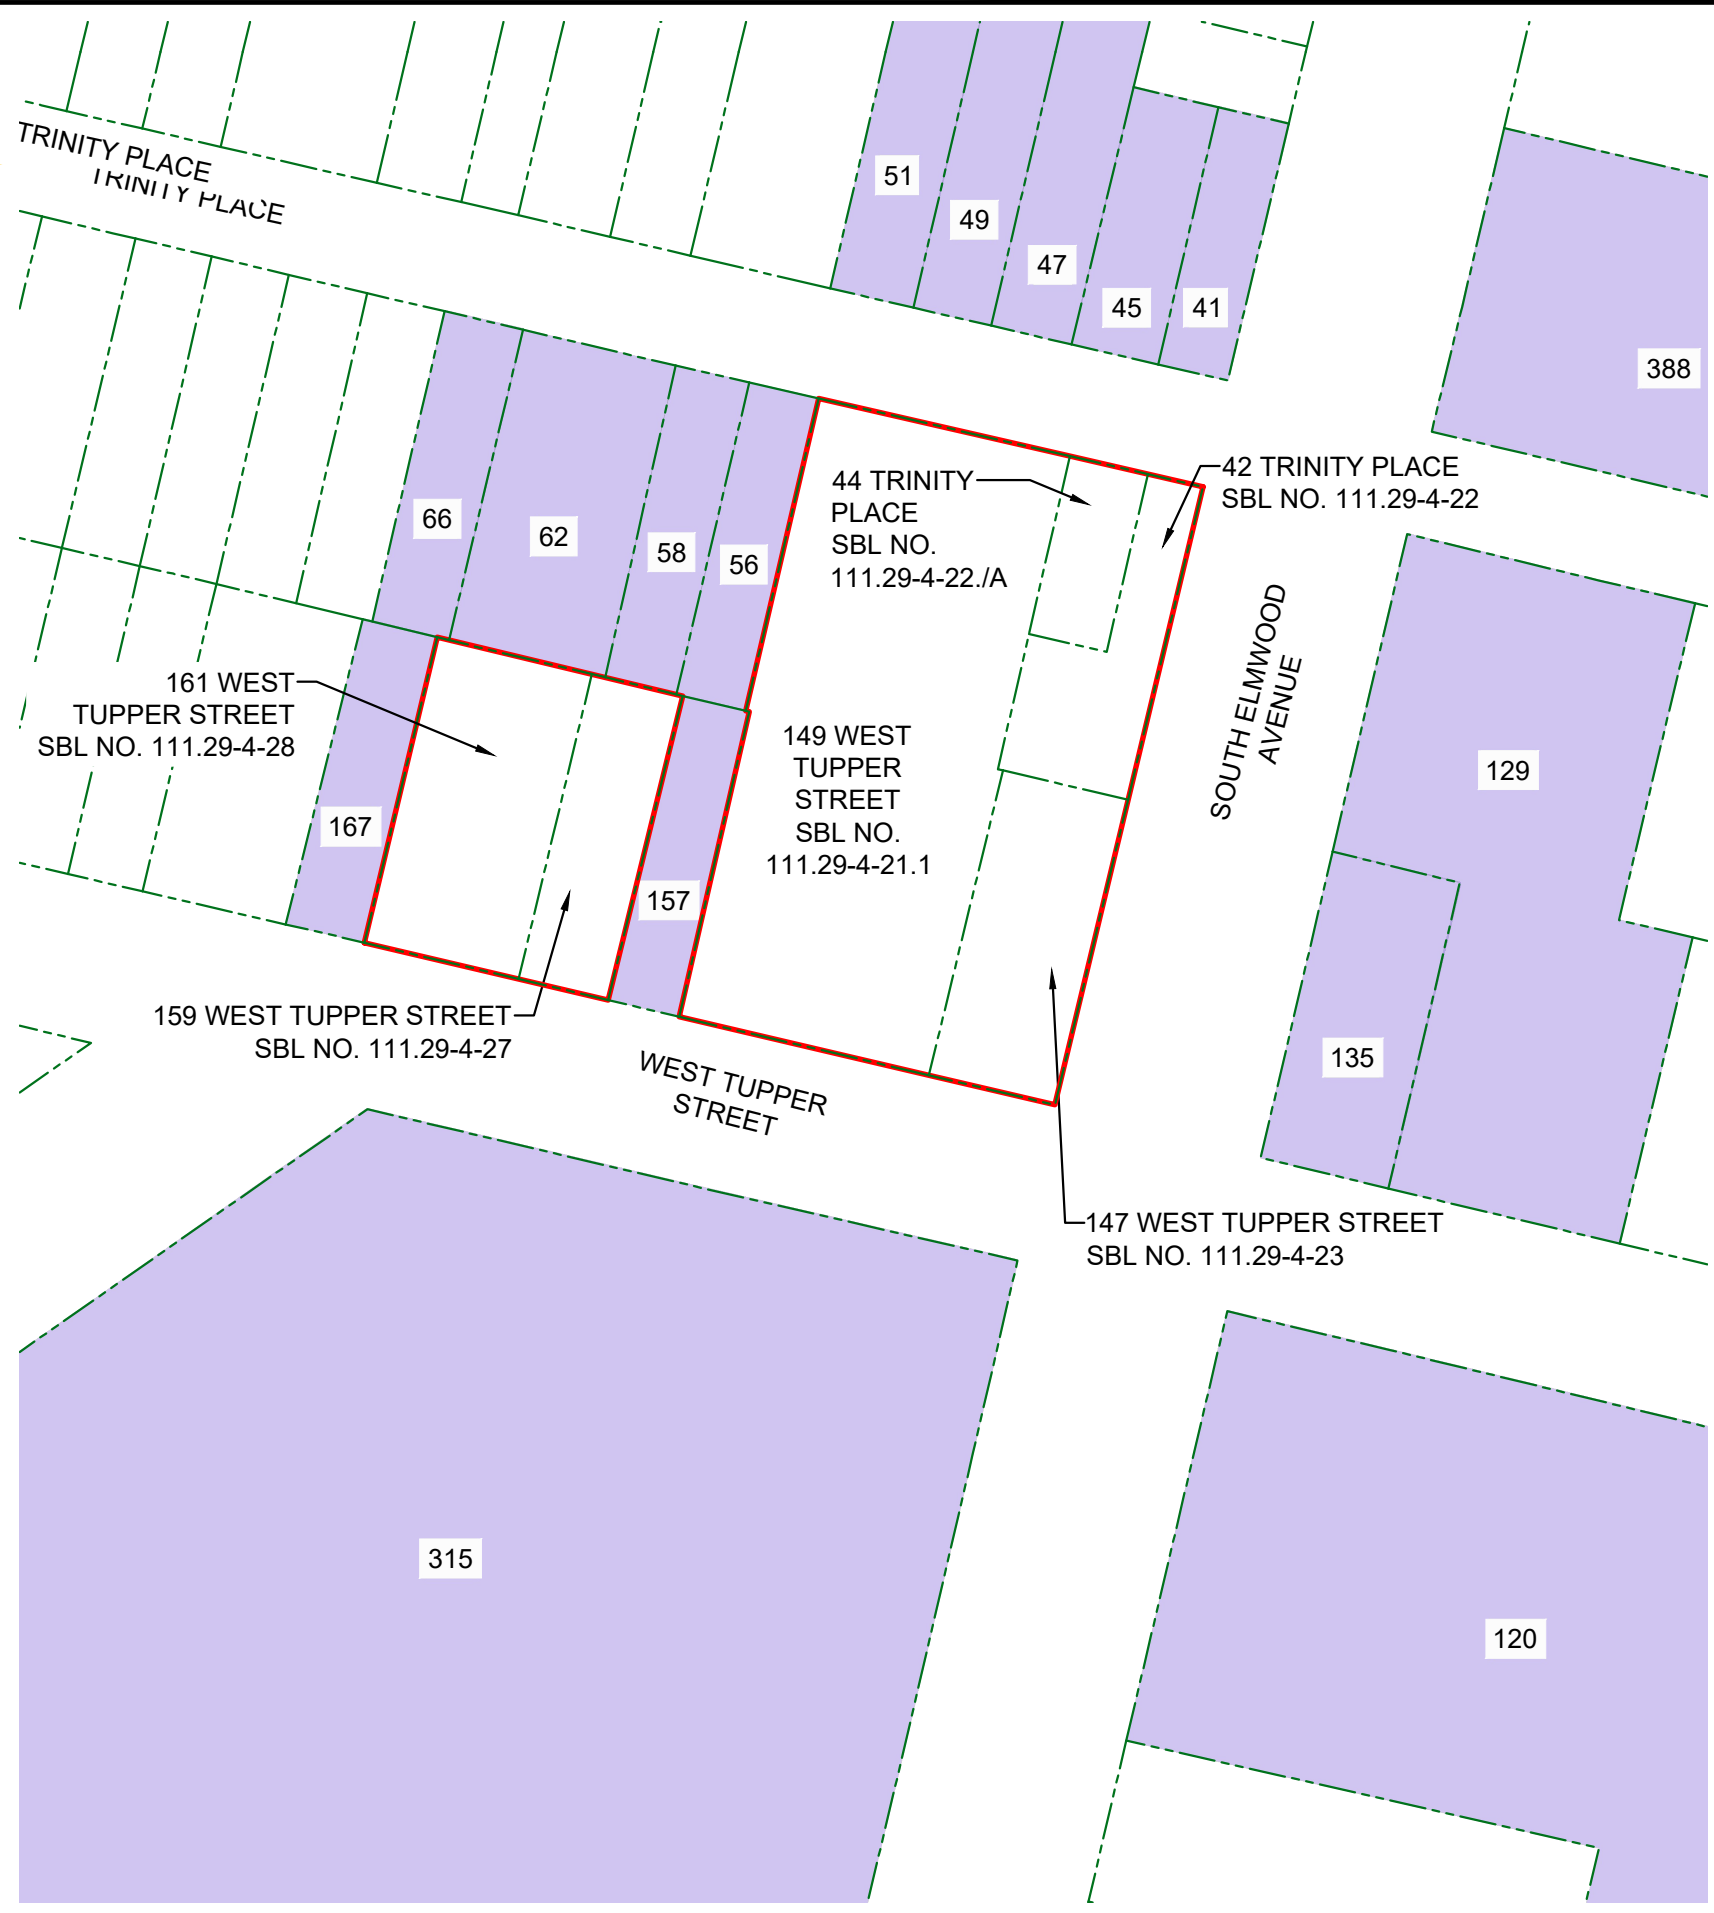 TRINITY PLACE
TRINITY PLACE
51
49
47
45
41
388
44 TRINITY
PLACE
SBL NO.
111.29-4-22./A
42 TRINITY PLACE
SBL NO. 111.29-4-22
66
62
58
56
161 WEST
TUPPER STREET
SBL NO. 111.29-4-28
149 WEST
TUPPER
STREET
SBL NO.
111.29-4-21.1
SOUTH ELMWOOD
AVENUE
129
167
157
159 WEST TUPPER STREET
SBL NO. 111.29-4-27
WEST TUPPER
STREET
135
147 WEST TUPPER STREET
SBL NO. 111.29-4-23
315
120